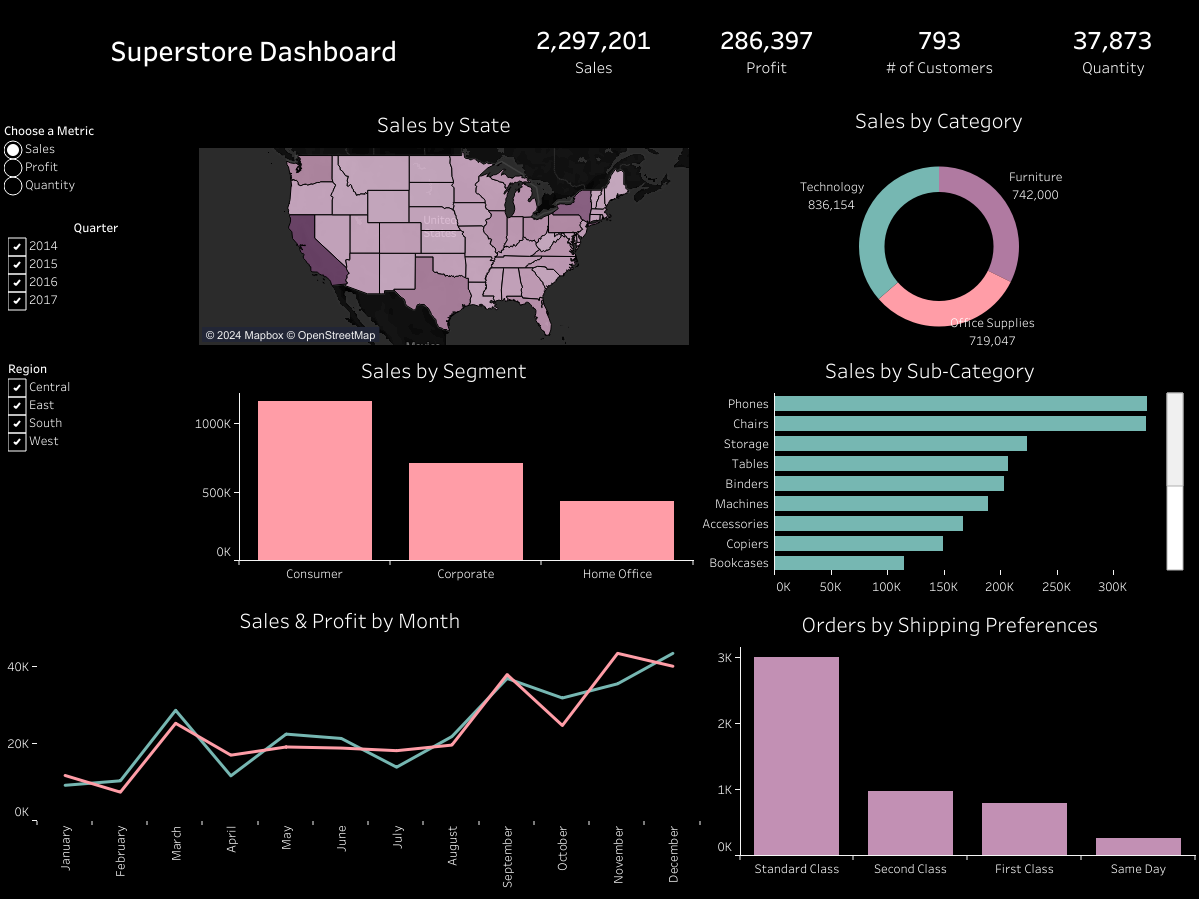 Superstore Dashboard
2,297,201
Sales
286,397
Profit
793
# of Customers
37,873
Quantity
Choose a Metric
Sales
Profit
Quantity
Quarter
2014
2015
2016
2017
Region
Central
East
South
West
Sales by State
United
States
© 2024 Mapbox © OpenStreetMap
Sales by Category
Technology
836,154
Furniture
742,000
Office Supplies
719,047
Sales by Segment
1000K
500K
0K
Consumer
Corporate
Home Office
Sales by Sub-Category
Phones
Chairs
Storage
Tables
Binders
Machines
Accessories
Copiers
Bookcases
0K
50K
100K
150K
200K
250K
300K
Sales & Profit by Month
40K
20K
0K
January
February
March
April
May
June
July
August
September
October
November
December
Orders by Shipping Preferences
3K
2K
1K
0K
Standard Class
Second Class
First Class
Same Day